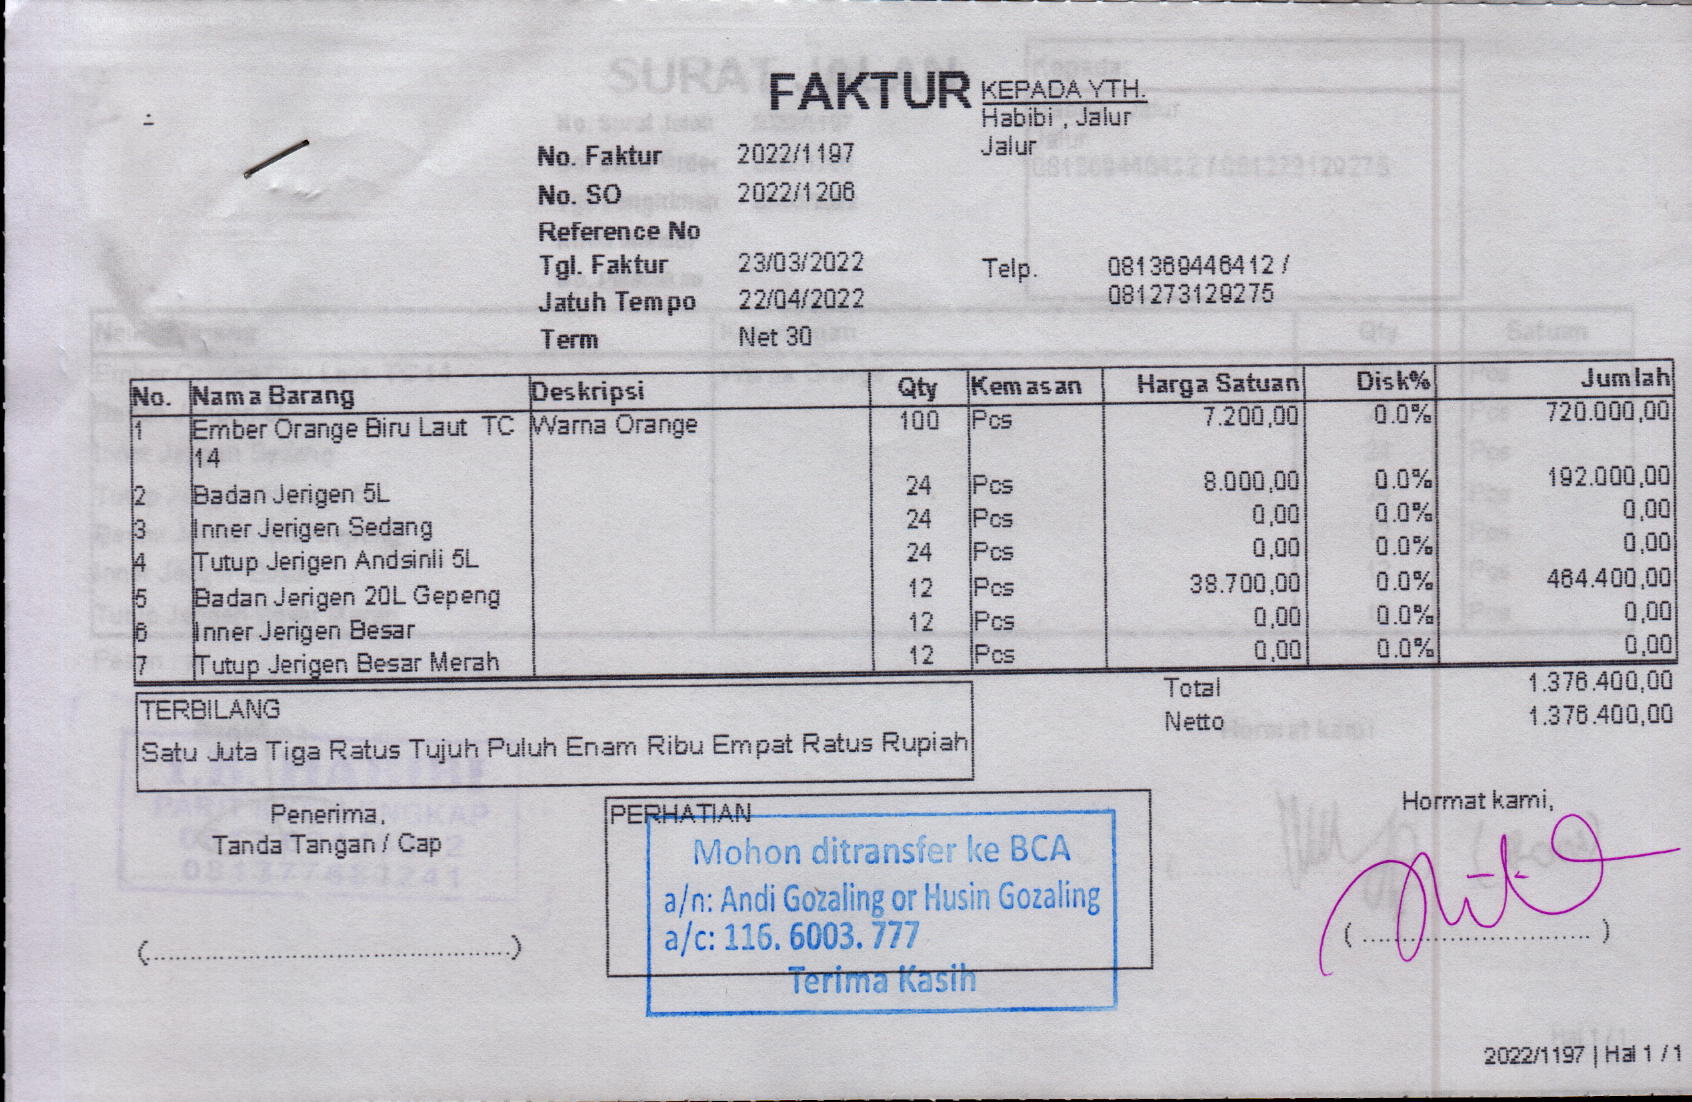 FAKTUR
KEPADA YTH.
Habibi , Jalur
Jalur
No. Faktur 2022/1197
No. SO 2022/1206
Reference No
Tgl. Faktur 23/03/2022
Jatuh Tempo 22/04/2022
Term Net 30
Telp. 081369446412 /
081273129275
No. Nama Barang Deskripsi Qty Kemasan Harga Satuan Disk% Jumlah
1 Ember Orange Biru Laut TC Warna Orange 100 Pcs 7.200,00 0.0% 720.000,00
14
2 Badan Jerigen 5L 24 Pcs 8.000,00 0.0% 192.000,00
3 Inner Jerigen Sedang 24 Pcs 0,00 0.0% 0,00
4 Tutup Jerigen Andsinli 5L 24 Pcs 0,00 0.0% 0,00
5 Badan Jerigen 20L Gepeng 12 Pcs 38.700,00 0.0% 464.400,00
6 Inner Jerigen Besar 12 Pcs 0,00 0.0% 0,00
7 Tutup Jerigen Besar Merah 12 Pcs 0,00 0.0% 0,00
Total 1.376.400,00
Netto 1.376.400,00
TERBILANG
Satu Juta Tiga Ratus Tujuh Puluh Enam Ribu Empat Ratus Rupiah
Penerima,
Tanda Tangan / Cap
(................................................)
PERHATIAN
Mohon ditransfer ke BCA
a/n: Andi Gozaling or Husin Gozaling
a/c: 116. 6003. 777
Terima Kasih
Hormat kami,
( .............................. )
2022/1197 | Hal 1 / 1